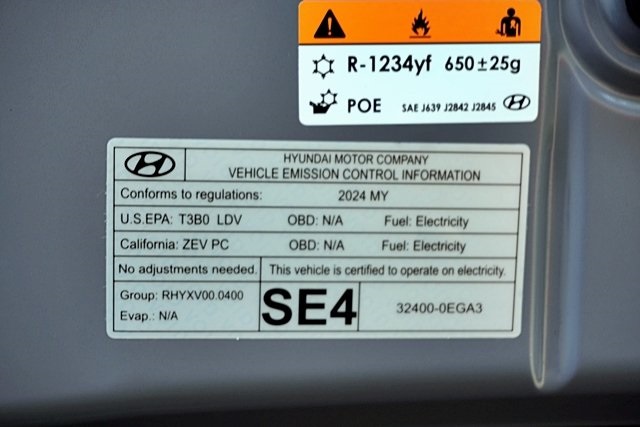 R-1234yf 650±25g
POE SAE J639 J2842 J2845
HYUNDAI MOTOR COMPANY
VEHICLE EMISSION CONTROL INFORMATION
Conforms to regulations: 2024 MY
U.S.EPA: T3B0 LDV OBD: N/A Fuel: Electricity
California: ZEV PC OBD: N/A Fuel: Electricity
No adjustments needed. This vehicle is certified to operate on electricity.
Group: RHYXV00.0400
Evap.: N/A
SE4
32400-0EGA3